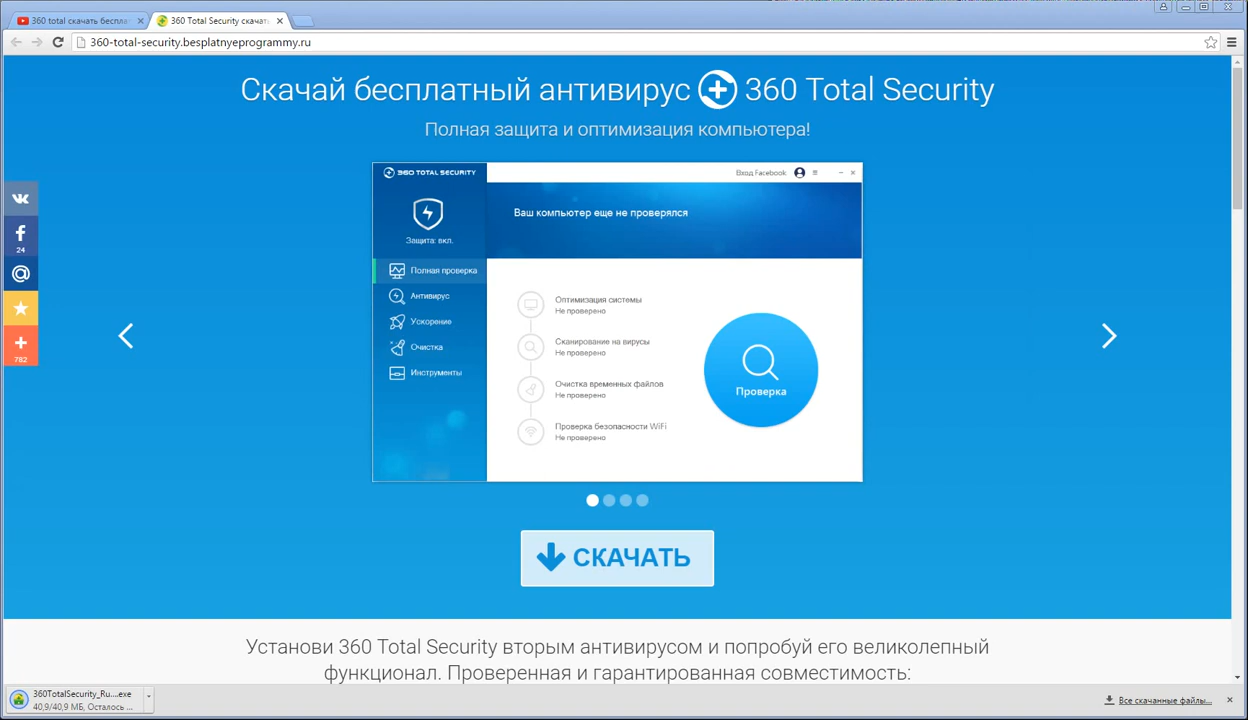 360 total скачать бесплат
360 Total Security скачать
360-total-security.besplatnyeprogrammy.ru
Скачай бесплатный антивирус 360 Total Security
Полная защита и оптимизация компьютера!
360 TOTAL SECURITY
Вход Facebook
Ваш компьютер еще не проверялся
Защита: вкл.
Полная проверка
Антивирус
Ускорение
Очистка
Инструменты
Оптимизация системы
Не проверено
Сканирование на вирусы
Не проверено
Очистка временных файлов
Не проверено
Проверка безопасности WiFi
Не проверено
Проверка
24
782
СКАЧАТЬ
Установи 360 Total Security вторым антивирусом и попробуй его великолепный
функционал. Проверенная и гарантированная совместимость:
360TotalSecurity_Ru....exe
40,9/40,9 МБ, Осталось ...
Все скачанные файлы...